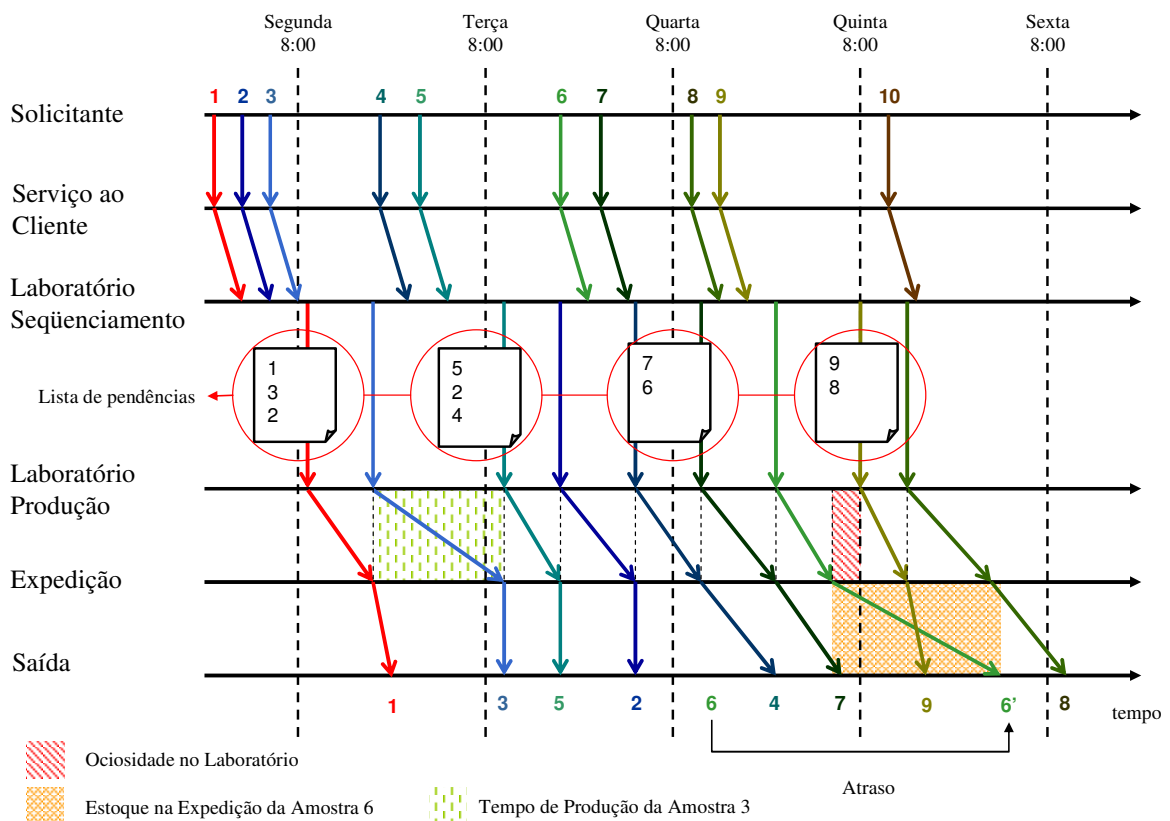 Segunda
8:00
Terça
8:00
Quarta
8:00
Quinta
8:00
Sexta
8:00
1 2 3 4 5 6 7 8 9 10
Solicitante
Serviço ao
Cliente
Laboratório
Seqüenciamento
Lista de pendências
1
3
2
5
2
4
7
6
9
8
Laboratório
Produção
Expedição
Saída
1 3 5 2 6 4 7 9 6’ 8
tempo
Atraso
Ociosidade no Laboratório
Estoque na Expedição da Amostra 6
Tempo de Produção da Amostra 3